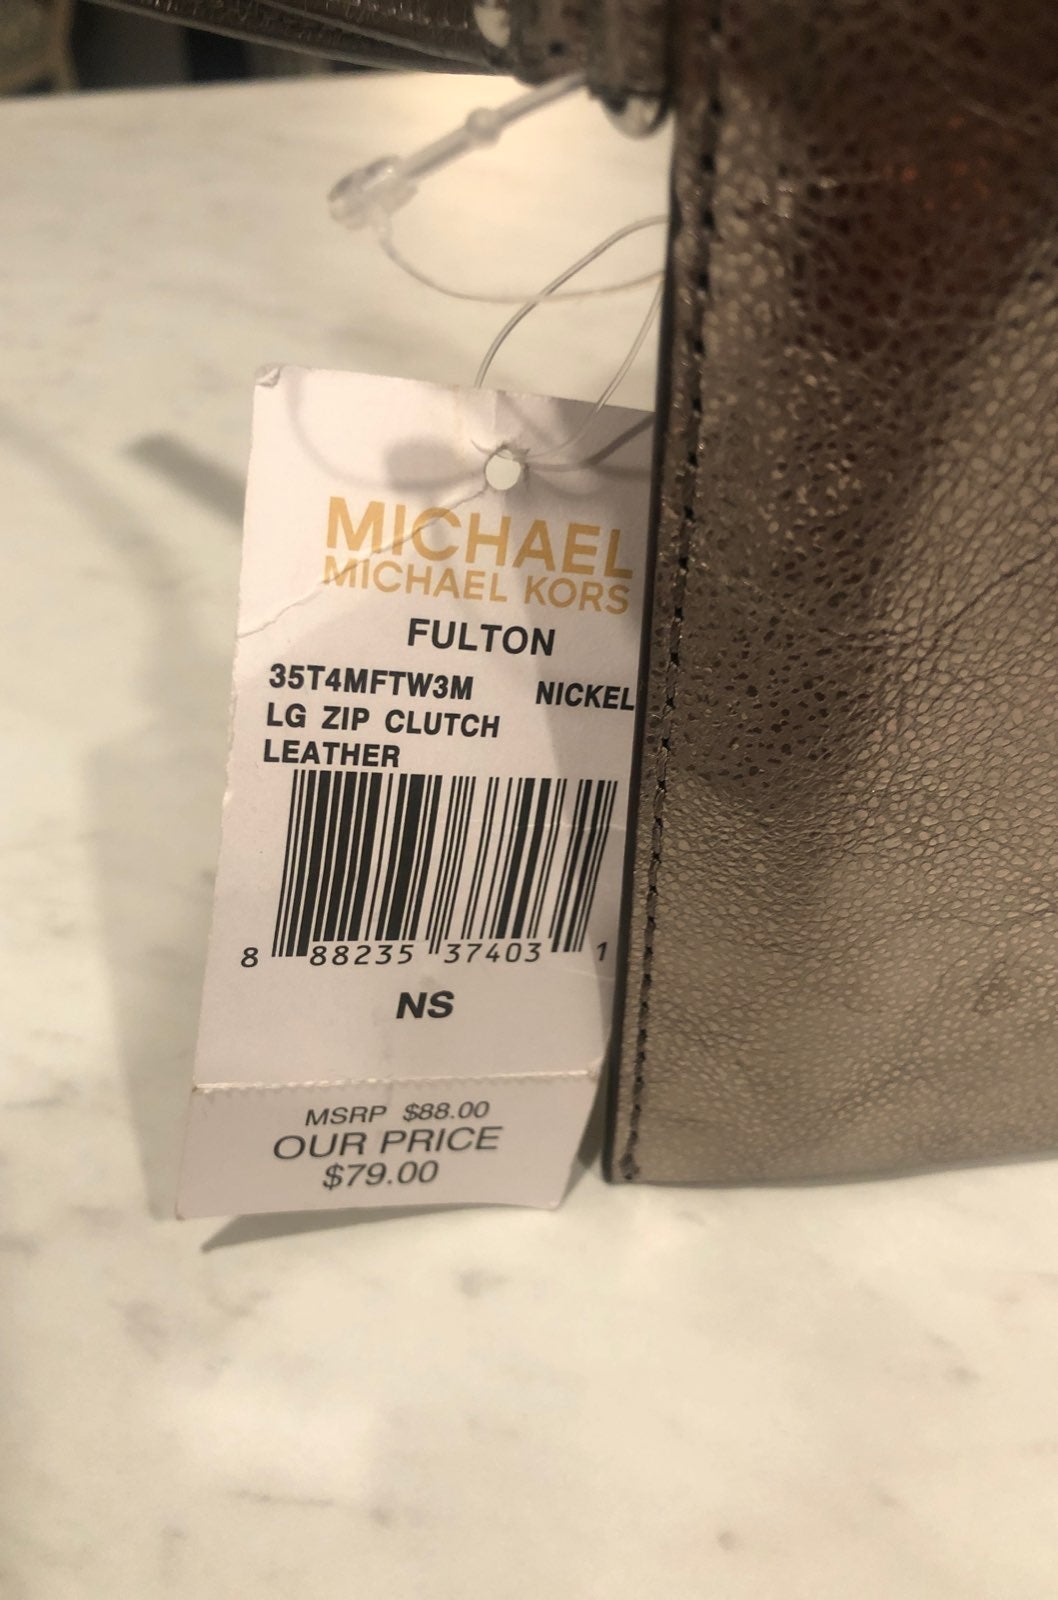 MICHAEL
MICHAEL KORS
FULTON
35T4MFTW3M NICKEL
LG ZIP CLUTCH
LEATHER
8 88235 37403 1
NS
MSRP $88.00
OUR PRICE
$79.00